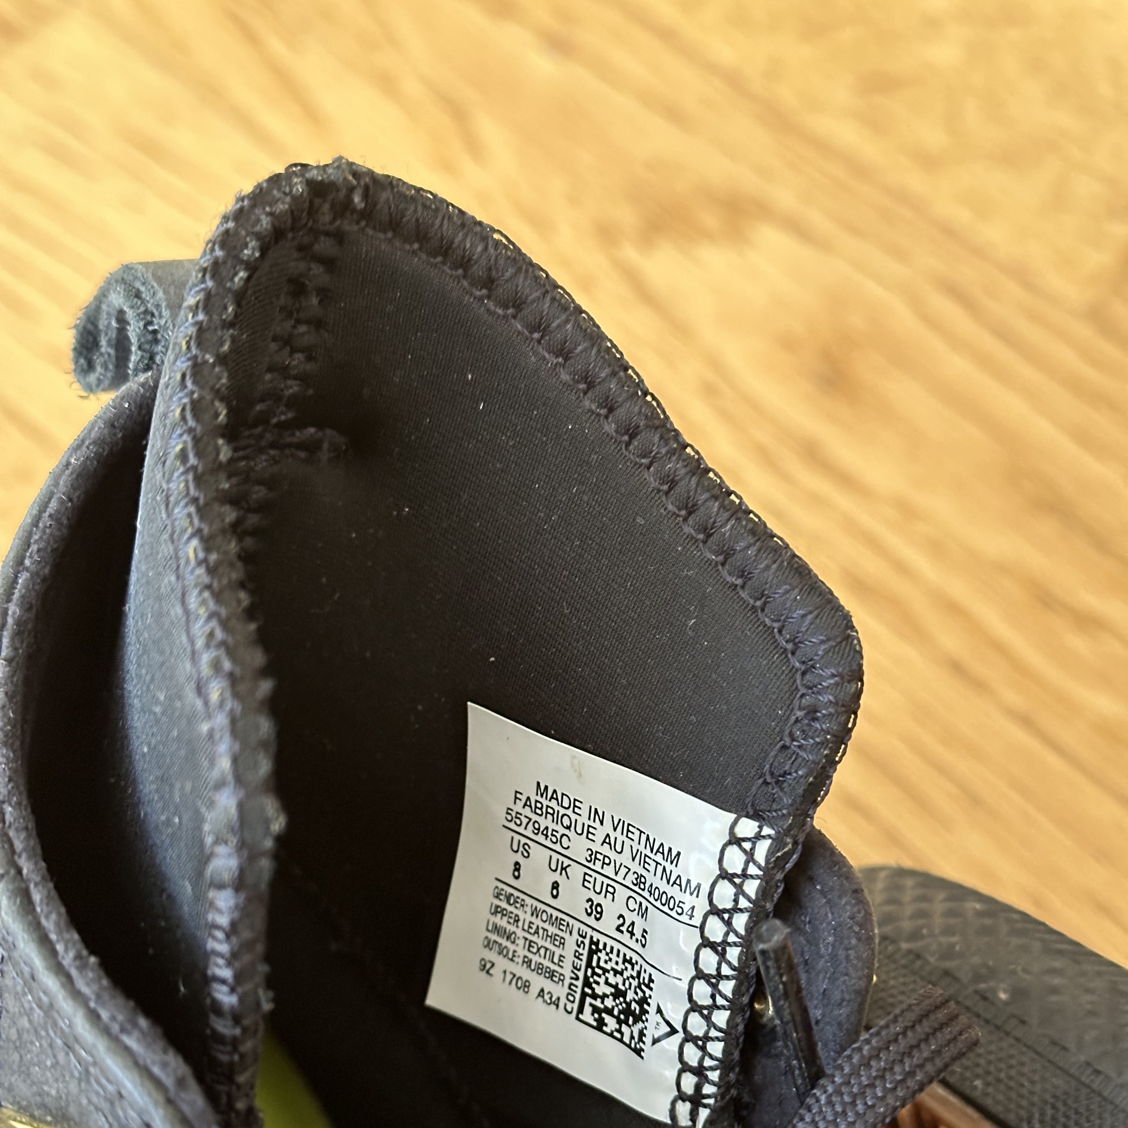 MADE IN VIETNAM
FABRIQUE AU VIETNAM
557945C 3FPV73B400054
US UK EUR CM
8 6 39 24.5
GENDER: WOMEN
UPPER LEATHER
LINING: TEXTILE
OUTSOLE: RUBBER
9Z 1708 A34
CONVERSE
TM